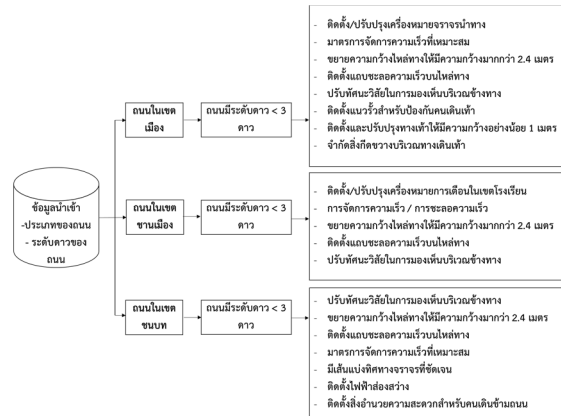 ข้อมูลนำเข้า
-ประเภทของถนน
- ระดับดาวของ
ถนน
ถนนในเขต
เมือง
ถนนมีระดับดาว < 3
ดาว
- ติดตั้ง/ปรับปรุงเครื่องหมายจราจรนำทาง
- มาตรการจัดการความเร็วที่เหมาะสม
- ขยายความกว้างไหล่ทางให้มีความกว้างมากกว่า 2.4 เมตร
- ติดตั้งแถบชะลอความเร็วบนไหล่ทาง
- ปรับทัศนะวิสัยในการมองเห็นบริเวณข้างทาง
- ติดตั้งแนวรั้วสำหรับป้องกันคนเดินเท้า
- ติดตั้งและปรับปรุงทางเท้าให้มีความกว้างอย่างน้อย 1 เมตร
- จำกัดสิ่งกีดขวางบริเวณทางเดินเท้า
ถนนในเขต
ชานเมือง
ถนนมีระดับดาว < 3
ดาว
- ติดตั้ง/ปรับปรุงเครื่องหมายการเตือนในเขตโรงเรียน
- การจัดการความเร็ว / การชะลอความเร็ว
- ขยายความกว้างไหล่ทางให้มีความกว้างมากกว่า 2.4 เมตร
- ติดตั้งแถบชะลอความเร็วบนไหล่ทาง
- ปรับทัศนะวิสัยในการมองเห็นบริเวณข้างทาง
ถนนในเขต
ชนบท
ถนนมีระดับดาว < 3
ดาว
- ปรับทัศนะวิสัยในการมองเห็นบริเวณข้างทาง
- ขยายความกว้างไหล่ทางให้มีความกว้างมากว่า 2.4 เมตร
- ติดตั้งแถบชะลอความเร็วบนไหล่ทาง
- มาตรการจัดการความเร็วที่เหมาะสม
- มีเส้นแบ่งทิศทางจราจรที่ชัดเจน
- ติดตั้งไฟฟ้าส่องสว่าง
- ติดตั้งสิ่งอำนวยความสะดวกสำหรับคนเดินข้ามถนน